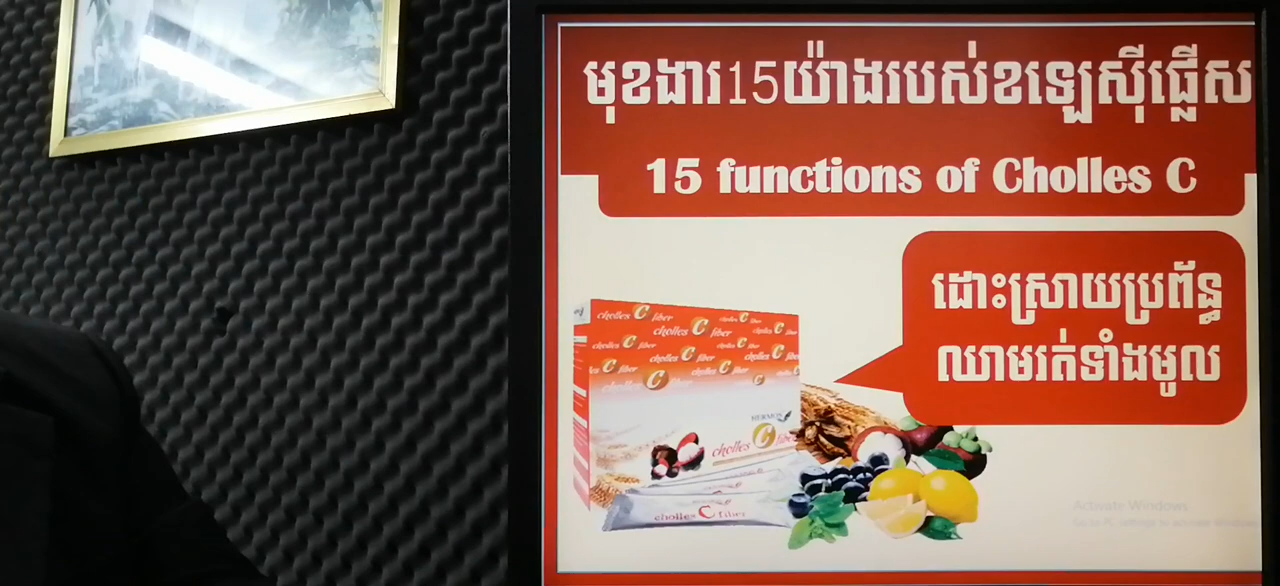 មុខងារ15យ៉ាងរបស់ខឡេស៊ីផ្លើស
15 functions of Cholles C
ដោះស្រាយប្រព័ន្ធ
ឈាមរត់ទាំងមូល
cholles C fiber
HERMON
cholles C fiber
cholles C fiber
Activate Windows
Go to PC settings to activate Windows